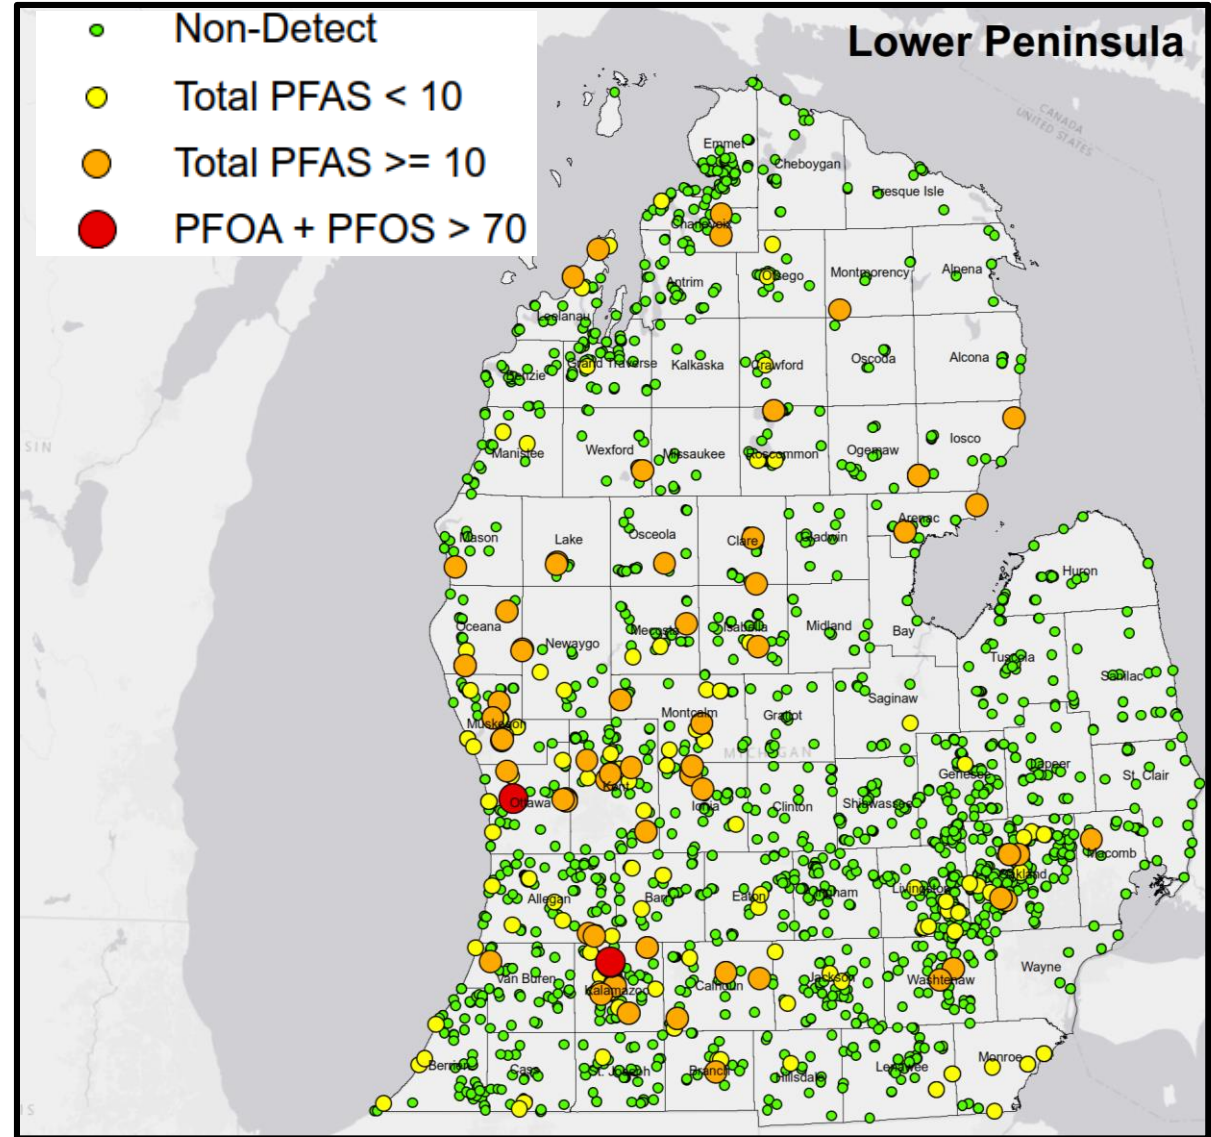 Non-Detect
Total PFAS < 10
Total PFAS >= 10
PFOA + PFOS > 70
Lower Peninsula
CANADA
UNITED STATES
Emmet
Cheboygan
Presque Isle
Charlevoix
Antrim
Otsego
Montmorency
Alpena
Leelanau
Benzie
Grand Traverse
Kalkaska
Crawford
Oscoda
Alcona
SIN
Manistee
Wexford
Missaukee
Roscommon
Ogemaw
Iosco
Mason
Lake
Osceola
Clare
Gladwin
Arenac
Huron
Oceana
Newaygo
Mecosta
Isabella
Midland
Bay
Tuscola
Sanilac
Saginaw
Muskegon
Montcalm
Gratiot
MICHIGAN
Genesee
Lapeer
St. Clair
Ottawa
Kent
Ionia
Clinton
Shiawassee
Macomb
Allegan
Barry
Eaton
Ingham
Livingston
Oakland
Van Buren
Kalamazoo
Calhoun
Jackson
Washtenaw
Wayne
Berrien
Cass
St. Joseph
Branch
Hillsdale
Lenawee
Monroe